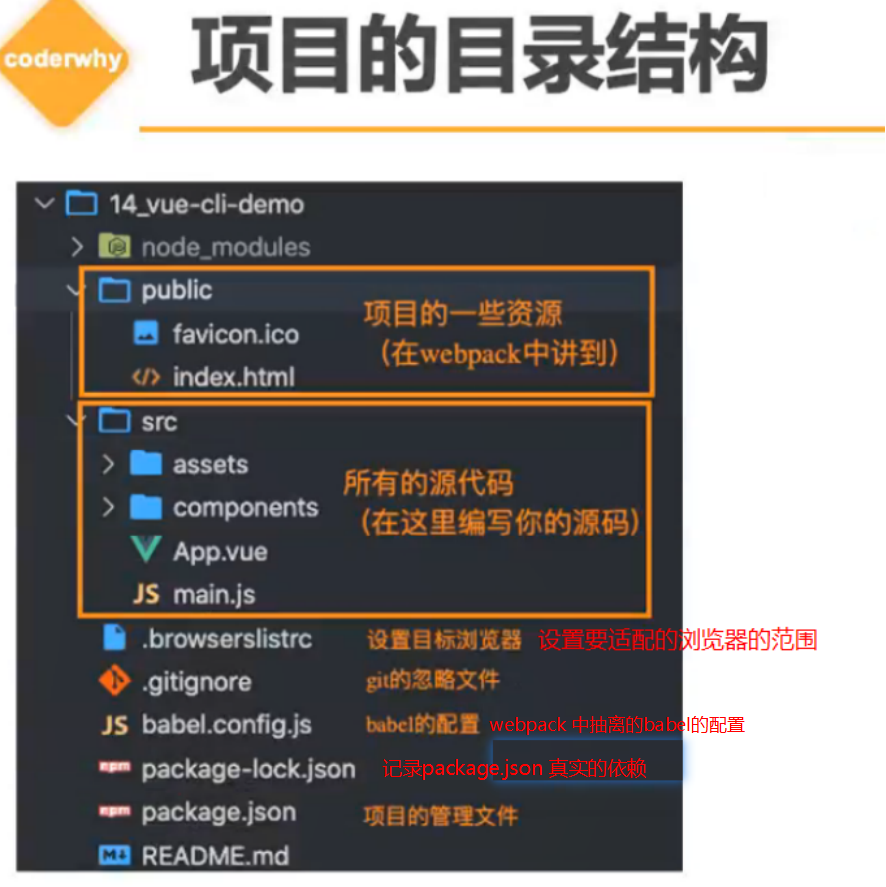 coderwhy
项目的目录结构
14_vue-cli-demo
node_modules
public
项目的一些资源
（在webpack中讲到）
favicon.ico
index.html
src
assets
所有的源代码
（在这里编写你的源码）
components
App.vue
JS main.js
.browserslistrc 设置目标浏览器 设置要适配的浏览器的范围
.gitignore git的忽略文件
JS babel.config.js babel的配置 webpack 中抽离的babel的配置
npm package-lock.json 记录package.json 真实的依赖
npm package.json 项目的管理文件
M↓ README.md